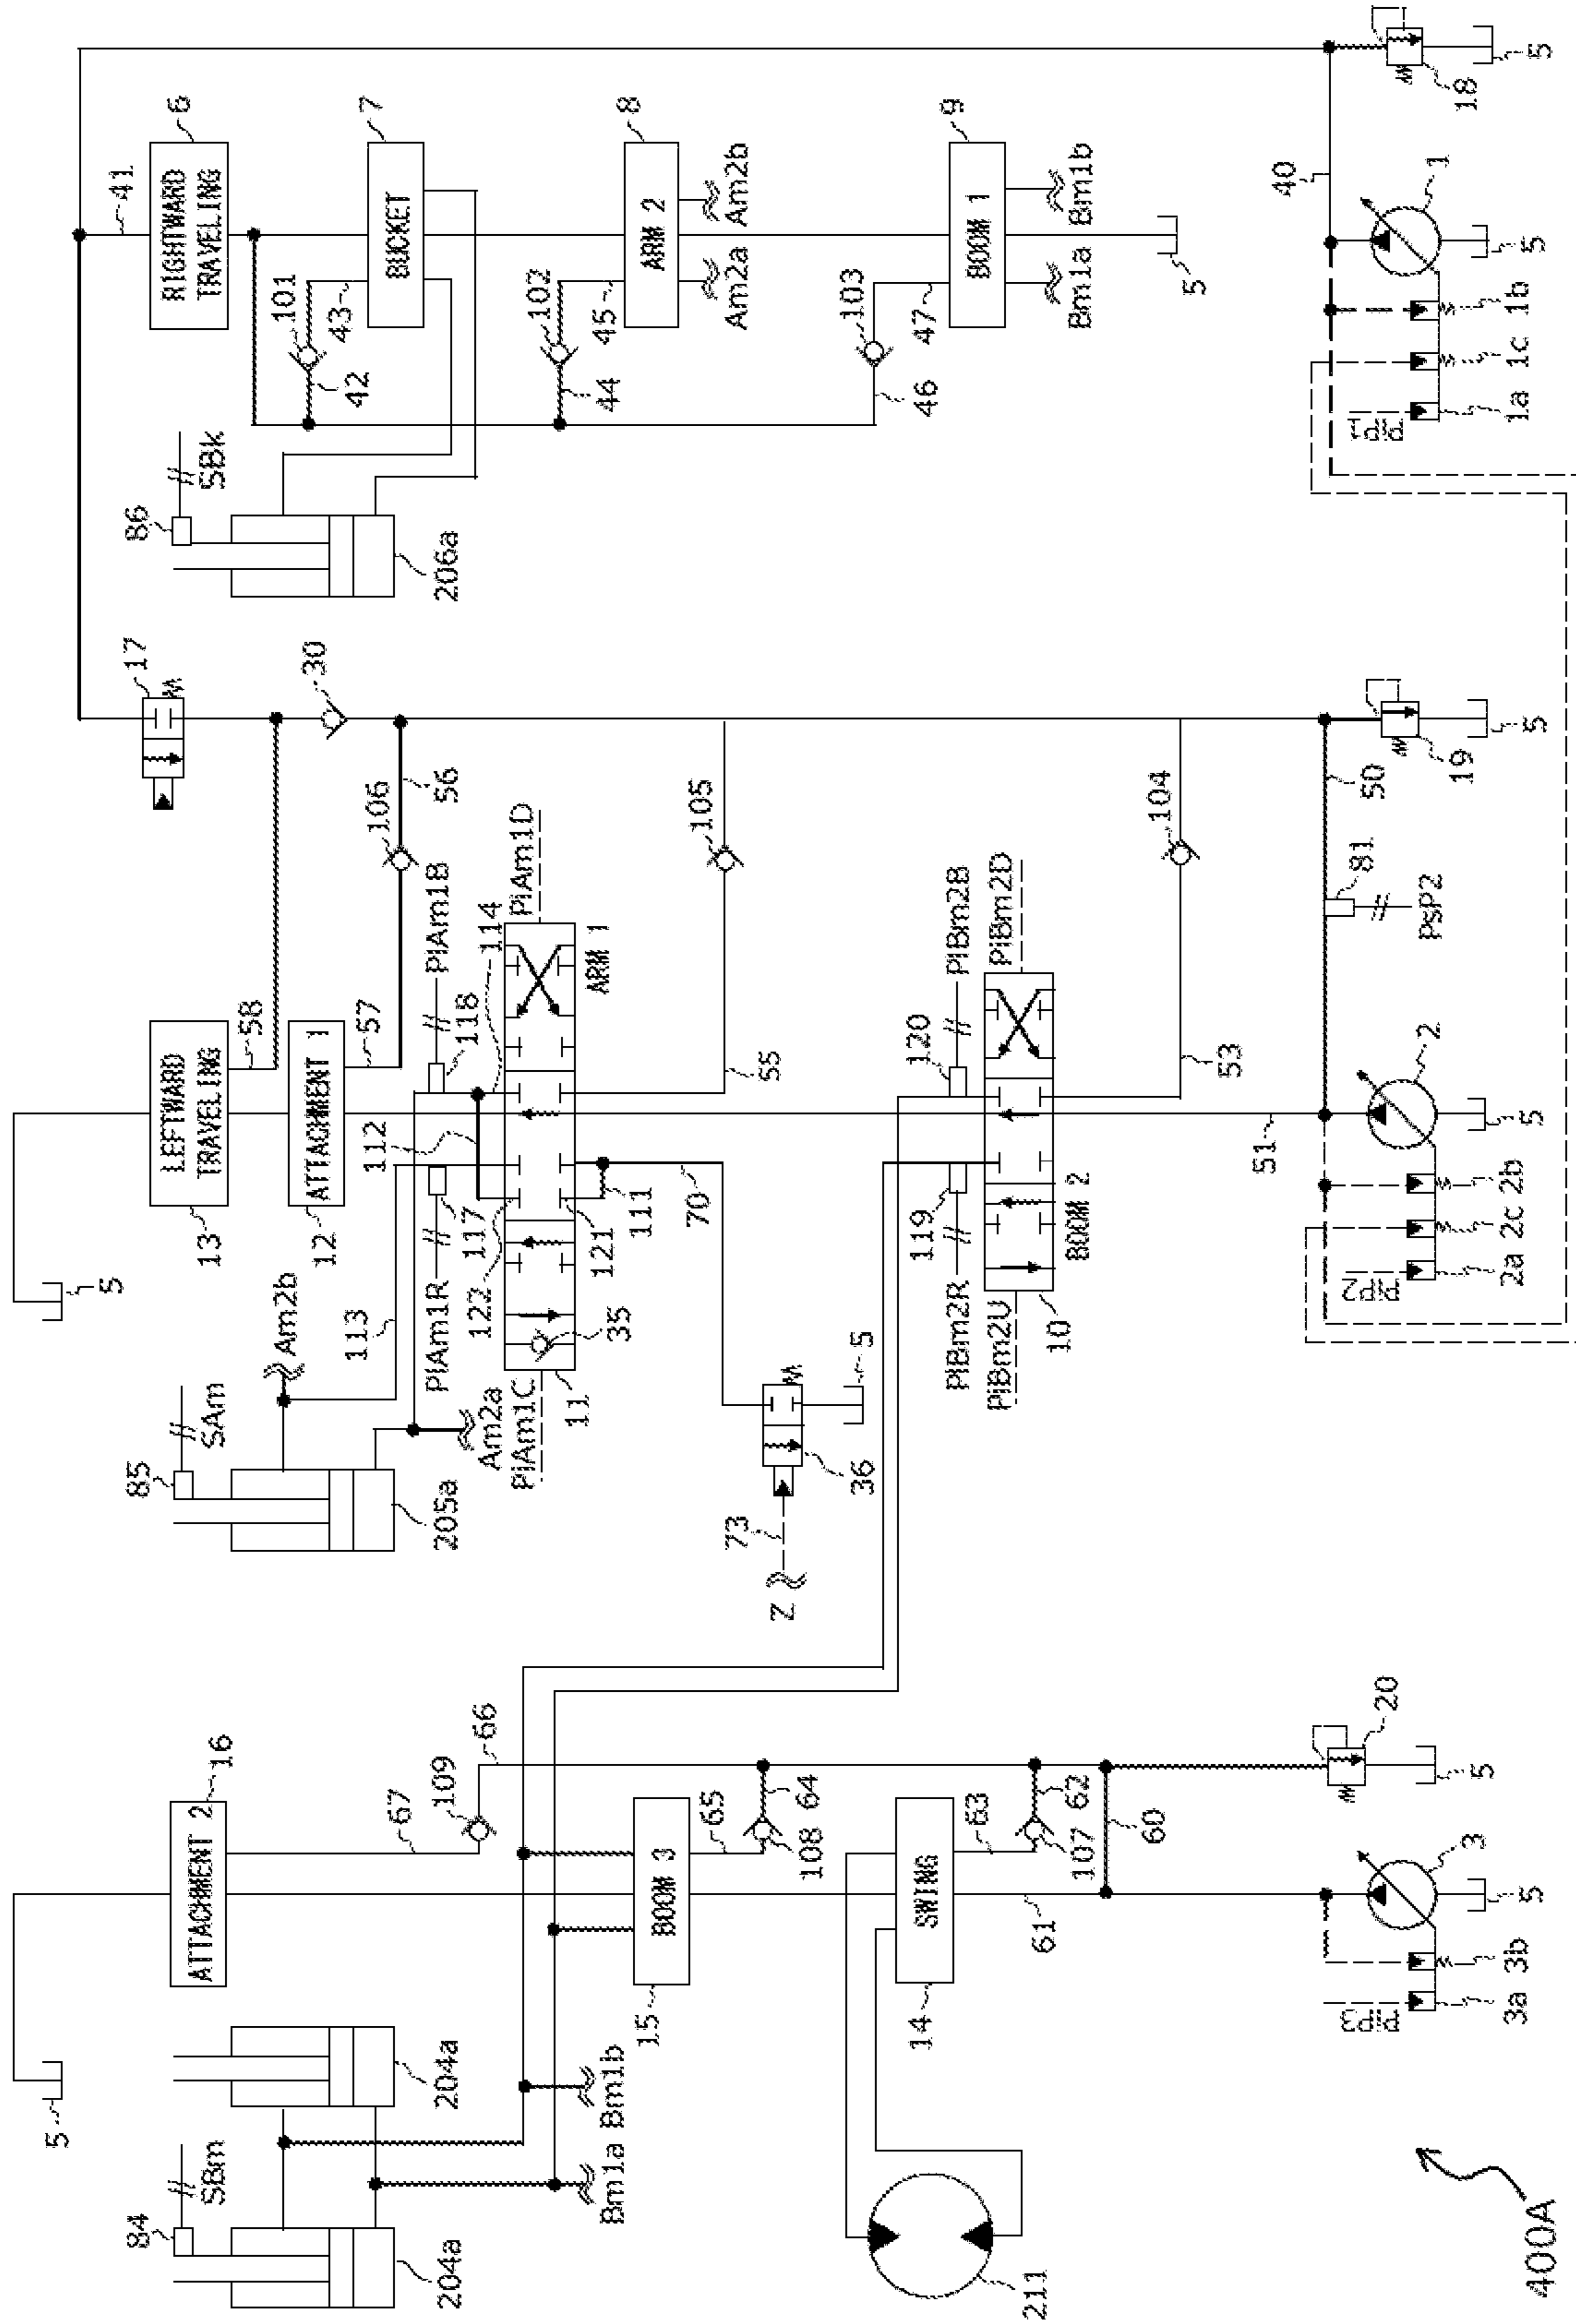 5
5
84
SBm
204a
204a
ATTACHMENT 2
16
67
109
66
Bm1a
Bm1b
15
BOOM 3
65
64
108
14
SWING
63
62
107
61
60
211
20
5
3
5
PiP3
3a
3b
400A
13
LEFTWARD
TRAVELING
58
12
ATTACHMENT 1
57
85
SAm
205a
Am2b
113
Am2a
PiAm1C
PiAm1R
117
112
PiAm1B
118
114
PiAm1D
122
121
111
35
11
ARM 1
70
55
105
106
56
17
30
Z
73
36
5
119
PiBm2R
PiBm2U
120
PiBm2B
PiBm2D
10
BOOM 2
53
104
51
50
81
PsP2
19
5
2
5
PiP2
2a
2c
2b
86
SBk
206a
RIGHTWARD
TRAVELING
6
41
101
42
43
BUCKET
7
102
44
45
ARM 2
8
Am2a
Am2b
103
46
47
BOOM 1
9
Bm1a
Bm1b
5
40
1
5
18
5
PiP1
1a
1c
1b